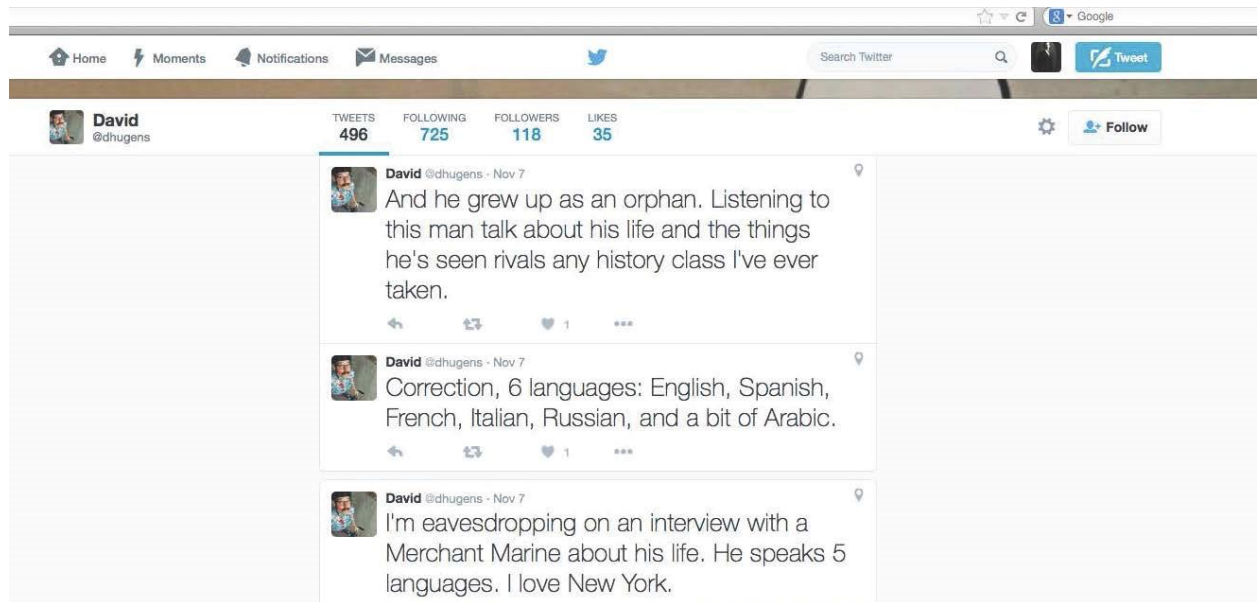 Google
Home Moments Notifications Messages Search Twitter Tweet
David
@dhugens
TWEETS FOLLOWING FOLLOWERS LIKES
496 725 118 35
Follow
David @dhugens · Nov 7
And he grew up as an orphan. Listening to
this man talk about his life and the things
he's seen rivals any history class I've ever
taken.
1
David @dhugens · Nov 7
Correction, 6 languages: English, Spanish,
French, Italian, Russian, and a bit of Arabic.
1
David @dhugens · Nov 7
I'm eavesdropping on an interview with a
Merchant Marine about his life. He speaks 5
languages. I love New York.